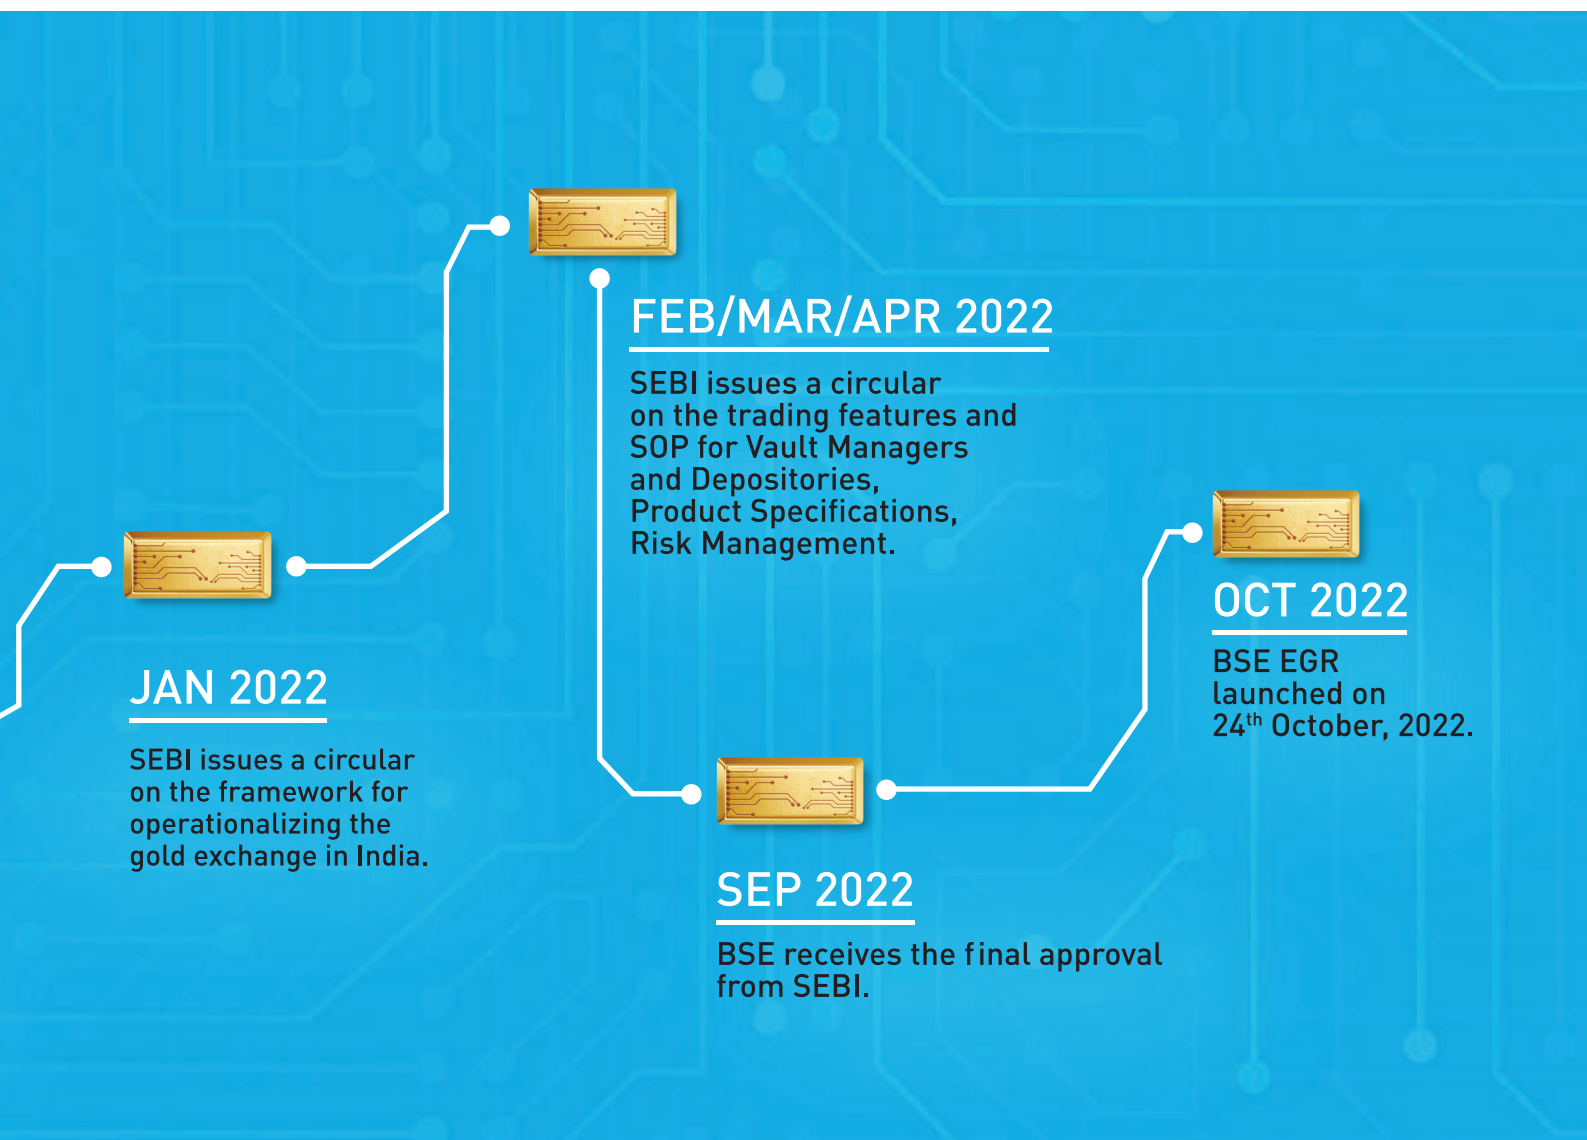 JAN 2022
SEBI issues a circular
on the framework for
operationalizing the
gold exchange in India.
FEB/MAR/APR 2022
SEBI issues a circular
on the trading features and
SOP for Vault Managers
and Depositories,
Product Specifications,
Risk Management.
SEP 2022
BSE receives the final approval
from SEBI.
OCT 2022
BSE EGR
launched on
24th October, 2022.